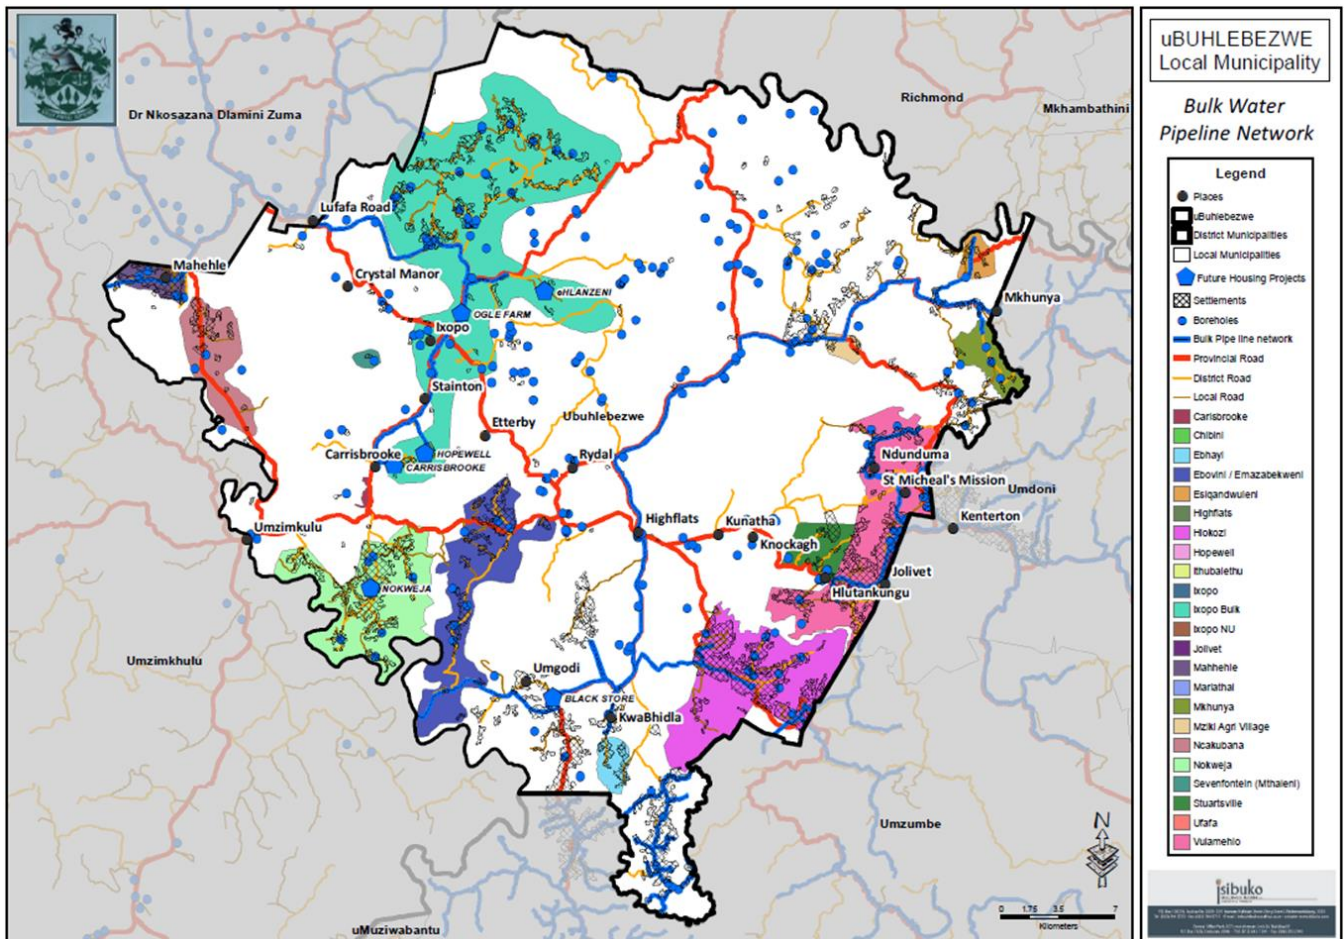 uBUHLEBEZWE
Local Municipality
Bulk Water
Pipeline Network
Legend
Places
uBuhlebezwe
District Municipalities
Local Municipalities
Future Housing Projects
Settlements
Boreholes
Bulk Pipe line network
Provincial Road
District Road
Local Road
Carisbrooke
Chibini
Ebhayi
Ebovini / Emazabekweni
Esiqandwuleni
Highflats
Hlokozi
Hopewell
Ithubalethu
Ixopo
Ixopo Bulk
Ixopo NU
Jolivet
Mahhehle
Mariathal
Mkhunya
Mziki Agri Village
Ncakubana
Nokweja
Sevenfontein (Mthaleni)
Stuartsville
Ufafa
Vulamehlo
isibuko
Richmond
Mkhambathini
Dr Nkosazana Dlamini Zuma
Lufafa Road
Mahehle
Crystal Manor
eHLANZENI
Mkhunya
OGLE FARM
Ixopo
Stainton
Etterby
Ubuhlebezwe
HOPEWELL
Carrisbrooke
CARRISBROOKE
Rydal
Ndunduma
St Micheal's Mission
Umdoni
Umzimkulu
Highflats
Kunatha
Kenterton
Knockagh
Jolivet
NOKWEJA
Hlutankungu
Umzimkhulu
Umgodi
BLACK STORE
KwaBhidla
Umzumbe
uMuziwabantu
N
0 1.75 3.5 7
Kilometers